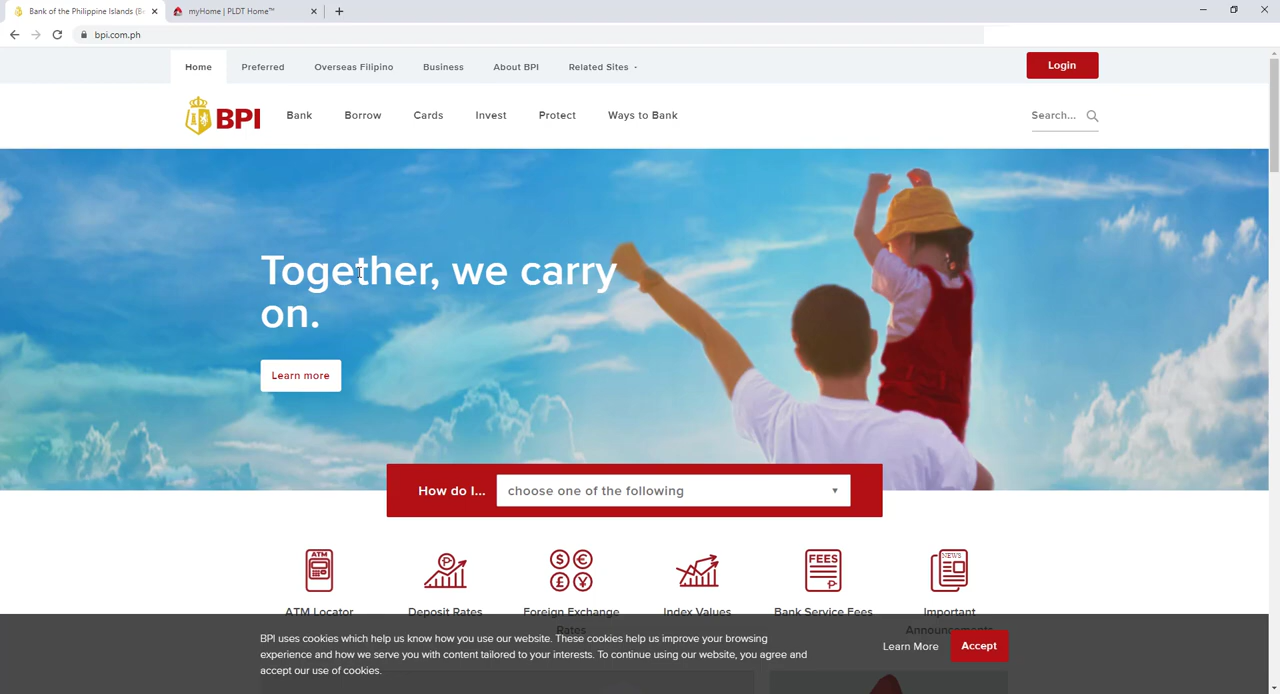 Bank of the Philippine Islands (B
myHome | PLDT Home™
bpi.com.ph
Home
Preferred
Overseas Filipino
Business
About BPI
Related Sites
Login
BPI
Bank
Borrow
Cards
Invest
Protect
Ways to Bank
Search...
Together, we carry
on.
Learn more
How do I...
choose one of the following
ATM
FEES
NEWS
ATM Locator
Deposit Rates
Foreign Exchange
Rates
Index Values
Bank Service Fees
Important
Announcements
BPI uses cookies which help us know how you use our website. These cookies help us improve your browsing
experience and how we serve you with content tailored to your interests. To continue using our website, you agree and
accept our use of cookies.
Learn More
Accept